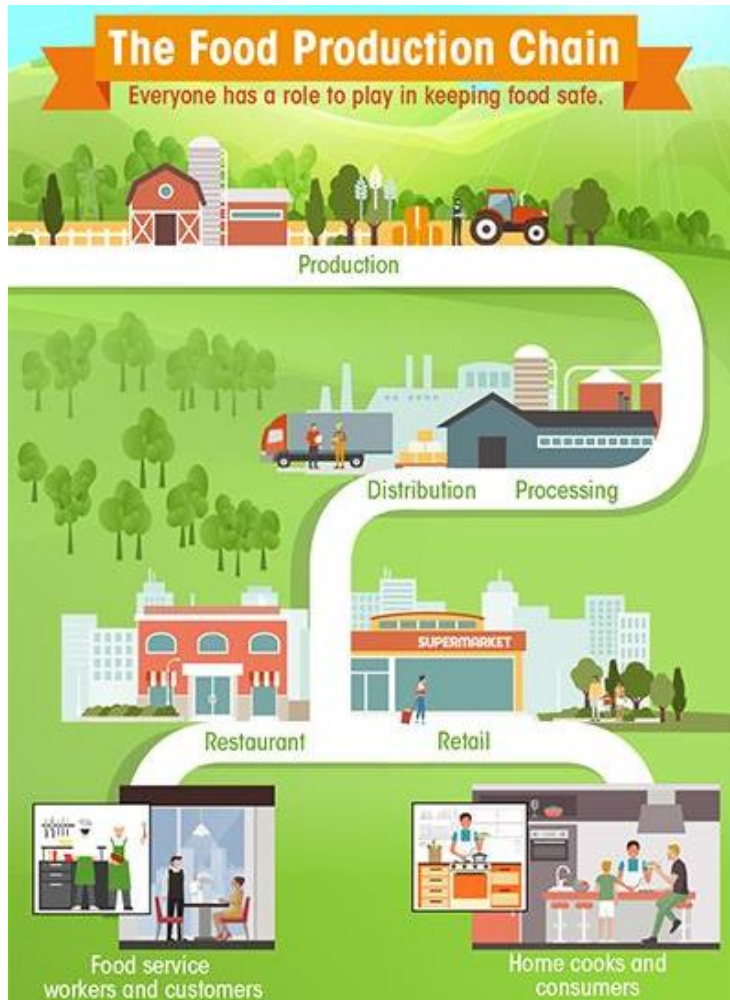 The Food Production Chain
Everyone has a role to play in keeping food safe.
Production
Distribution
Processing
SUPERMARKET
Restaurant
Retail
Food service
workers and customers
Home cooks and
consumers